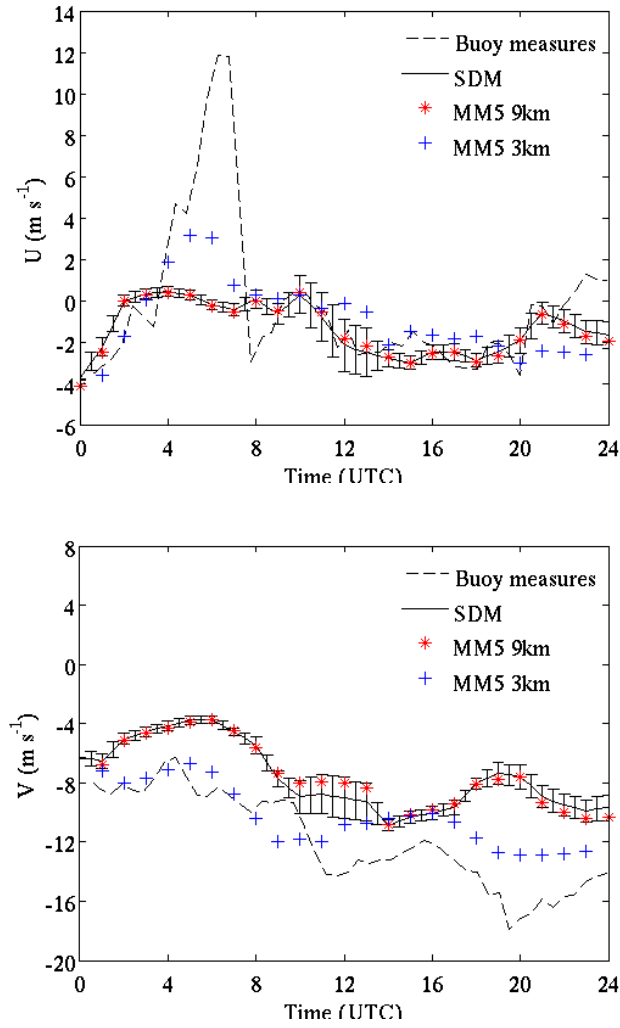 14
12
10
8
6
4
2
0
-2
-4
-6
U (m s⁻¹)
Buoy measures
SDM
MM5 9km
MM5 3km
0 4 8 12 16 20 24
Time (UTC)
8
4
0
-4
-8
-12
-16
-20
V (m s⁻¹)
Buoy measures
SDM
MM5 9km
MM5 3km
0 4 8 12 16 20 24
Time (UTC)